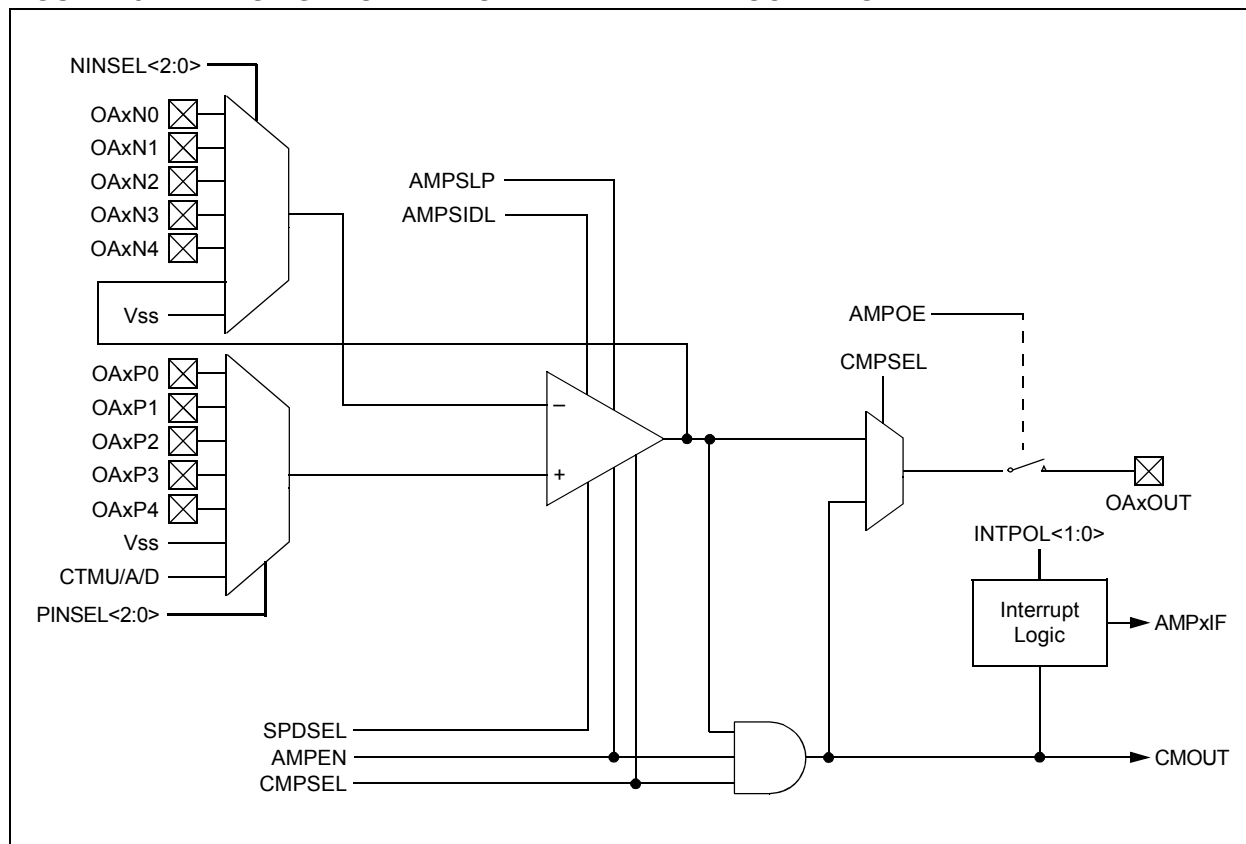 NINSEL<2:0>
OAxN0
OAxN1
OAxN2
OAxN3
OAxN4
Vss
AMPSLP
AMPSIDL
AMPOE
CMPSEL
OAxP0
OAxP1
OAxP2
OAxP3
OAxP4
Vss
CTMU/A/D
PINSEL<2:0>
–
+
OAxOUT
INTPOL<1:0>
Interrupt
Logic
AMPxIF
SPDSEL
AMPEN
CMPSEL
CMOUT